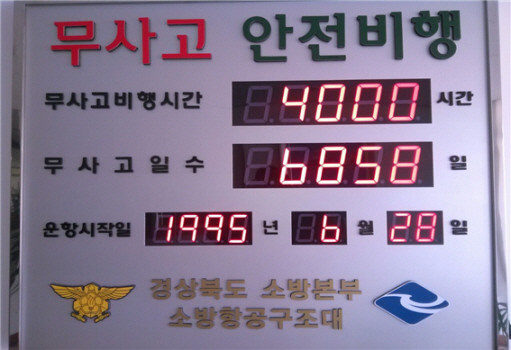 무사고 안전비행
무사고비행시간 4000 시간
무사고일수 6858 일
운항시작일 1995 년 6 월 28 일
경상북도 소방본부
소방항공구조대